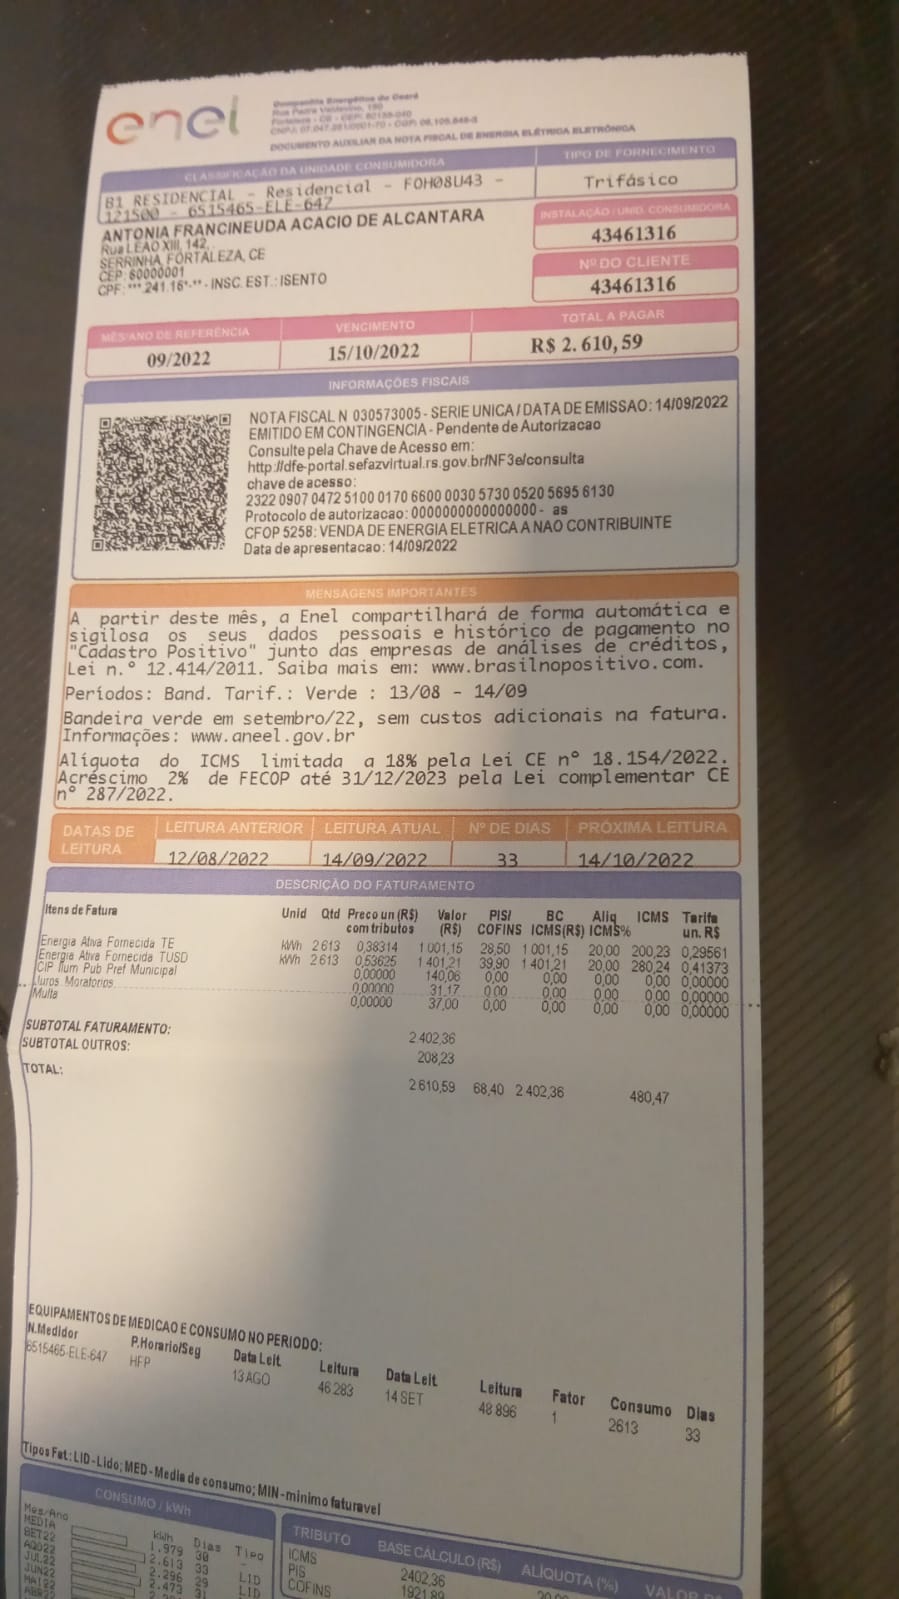 enel
Companhia Energética do Ceará
Rua Padre Valdevino, 150
Fortaleza - CE - CEP: 60135-040
CNPJ: 07.047.251/0001-70 - CGF: 06.105.848-3
DOCUMENTO AUXILIAR DA NOTA FISCAL DE ENERGIA ELÉTRICA ELETRÔNICA
CLASSIFICAÇÃO DA UNIDADE CONSUMIDORA
TIPO DE FORNECIMENTO
B1 RESIDENCIAL - Residencial - FOH08U43 -
121500 - 6515465-ELE-647
Trifásico
ANTONIA FRANCINEUDA ACACIO DE ALCANTARA
Rua LEAO XIII, 142,
SERRINHA, FORTALEZA, CE
CEP: 60000001
CPF: ***.241.16*-** - INSC. EST.: ISENTO
INSTALAÇÃO / UNID. CONSUMIDORA
43461316
Nº DO CLIENTE
43461316
MÊS/ANO DE REFERÊNCIA VENCIMENTO TOTAL A PAGAR
09/2022 15/10/2022 R$ 2.610,59
INFORMAÇÕES FISCAIS
NOTA FISCAL N 030573005 - SERIE UNICA / DATA DE EMISSAO: 14/09/2022
EMITIDO EM CONTINGENCIA - Pendente de Autorizacao
Consulte pela Chave de Acesso em:
http://dfe-portal.sefazvirtual.rs.gov.br/NF3e/consulta
chave de acesso:
2322 0907 0472 5100 0170 6600 0030 5730 0520 5695 6130
Protocolo de autorizacao: 0000000000000000 - as
CFOP 5258: VENDA DE ENERGIA ELETRICA A NAO CONTRIBUINTE
Data de apresentacao: 14/09/2022
MENSAGENS IMPORTANTES
A partir deste mês, a Enel compartilhará de forma automática e
sigilosa os seus dados pessoais e histórico de pagamento no
"Cadastro Positivo" junto das empresas de análises de créditos,
Lei n.° 12.414/2011. Saiba mais em: www.brasilnopositivo.com.
Períodos: Band. Tarif.: Verde : 13/08 - 14/09
Bandeira verde em setembro/22, sem custos adicionais na fatura.
Informações: www.aneel.gov.br
Alíquota do ICMS limitada a 18% pela Lei CE nº 18.154/2022.
Acréscimo 2% de FECOP até 31/12/2023 pela Lei complementar CE
nº 287/2022.
DATAS DE LEITURA
LEITURA ANTERIOR LEITURA ATUAL Nº DE DIAS PRÓXIMA LEITURA
12/08/2022 14/09/2022 33 14/10/2022
DESCRIÇÃO DO FATURAMENTO
Itens de Fatura Unid Qtd Preco un (R$) com tributos Valor (R$) PIS/ COFINS BC ICMS(R$) Aliq ICMS% ICMS Tarifa un. R$
Energia Ativa Fornecida TE kWh 2 613 0,38314 1 001,15 28,50 1 001,15 20,00 200,23 0,29561
Energia Ativa Fornecida TUSD kWh 2 613 0,53625 1 401,21 39,90 1 401,21 20,00 280,24 0,41373
CIP Ilum Pub Pref Municipal 0,00000 140,06 0,00 0,00 0,00 0,00 0,00000
Juros Moratorios 0,00000 31,17 0,00 0,00 0,00 0,00 0,00000
Multa 0,00000 37,00 0,00 0,00 0,00 0,00 0,00000
SUBTOTAL FATURAMENTO: 2 402,36
SUBTOTAL OUTROS: 208,23
TOTAL: 2 610,59 68,40 2 402,36 480,47
EQUIPAMENTOS DE MEDICAO E CONSUMO NO PERIODO:
N.Medidor P.Horario/Seg Data Leit. Leitura Data Leit. Leitura Fator Consumo Dias
6515465-ELE-647 HFP 13 AGO 46 283 14 SET 48 896 1 2613 33
Tipos Fat.: LID - Lido; MED - Media de consumo; MIN - minimo faturavel
CONSUMO / kWh
Mes/Ano kWh Dias Tipo
MEDIA 1.979 30 -
SET22 2.613 33 LID
AGO22 2.296 29 LID
JUL22 2.473 31
JUN22
MAI22
ABR22
TRIBUTO BASE CÁLCULO (R$) ALÍQUOTA (%) VALOR
ICMS 2402,36
PIS 1921,89
COFINS